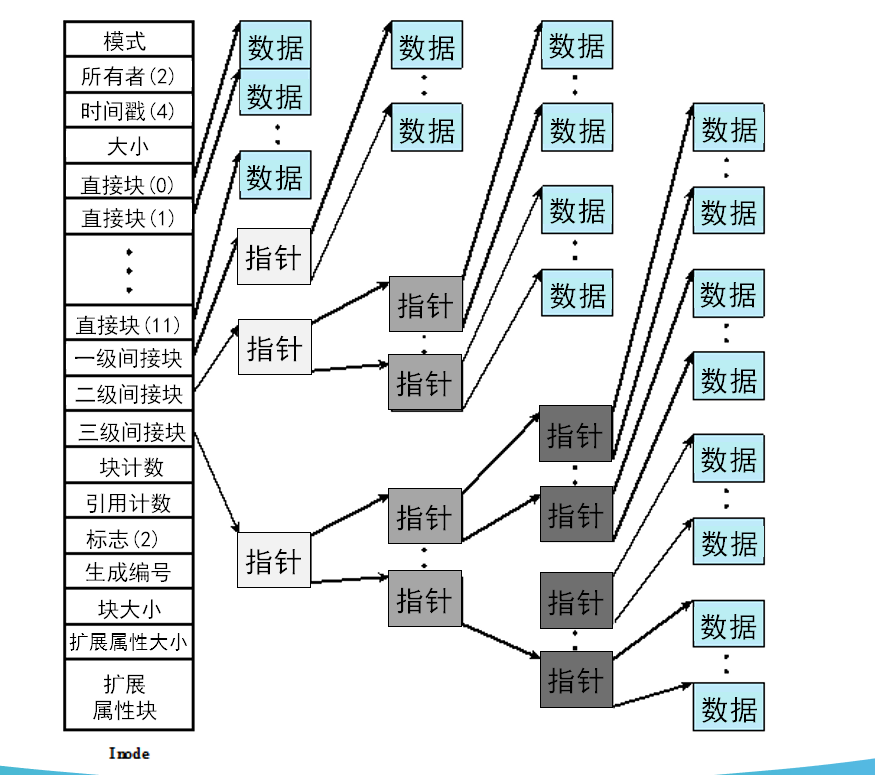 模式
所有者(2)
时间戳(4)
大小
直接块(0)
直接块(1)
直接块(11)
一级间接块
二级间接块
三级间接块
块计数
引用计数
标志(2)
生成编号
块大小
扩展属性大小
扩展
属性块
Inode
数据
数据
数据
指针
指针
指针
数据
数据
指针
指针
指针
指针
数据
数据
数据
数据
指针
指针
指针
指针
数据
数据
数据
数据
数据
数据
数据
数据